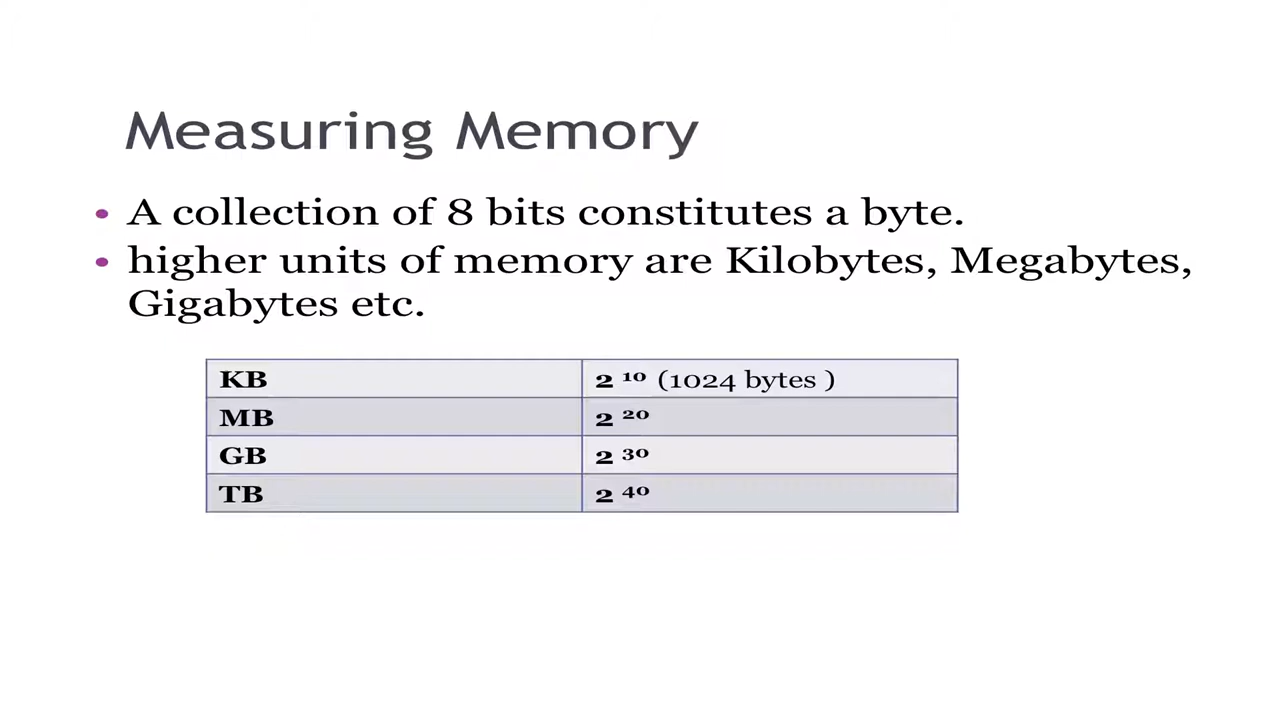 Measuring Memory
• A collection of 8 bits constitutes a byte.
• higher units of memory are Kilobytes, Megabytes,
Gigabytes etc.
KB 2 10 (1024 bytes )
MB 2 20
GB 2 30
TB 2 40